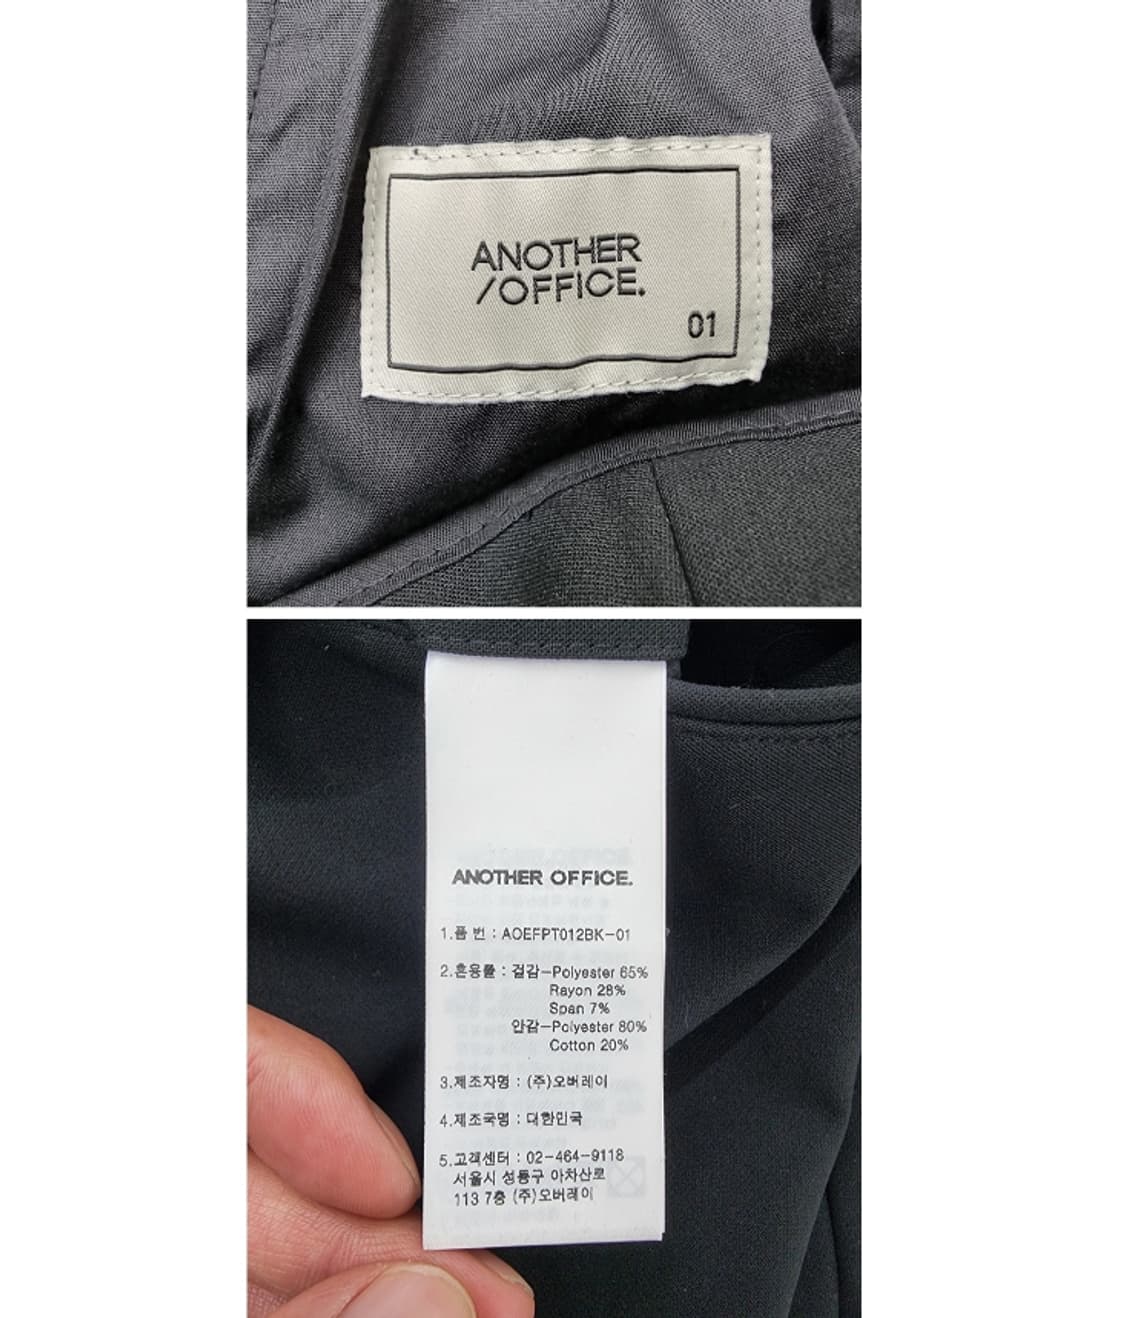 ANOTHER
/OFFICE.
01
ANOTHER OFFICE.
1.품 번 : AOEFPT012BK-01
2.혼용률 : 겉감-Polyester 65%
Rayon 28%
Span 7%
안감-Polyester 80%
Cotton 20%
3.제조자명 : (주)오버레이
4.제조국명 : 대한민국
5.고객센터 : 02-464-9118
서울시 성동구 아차산로
113 7층 (주)오버레이